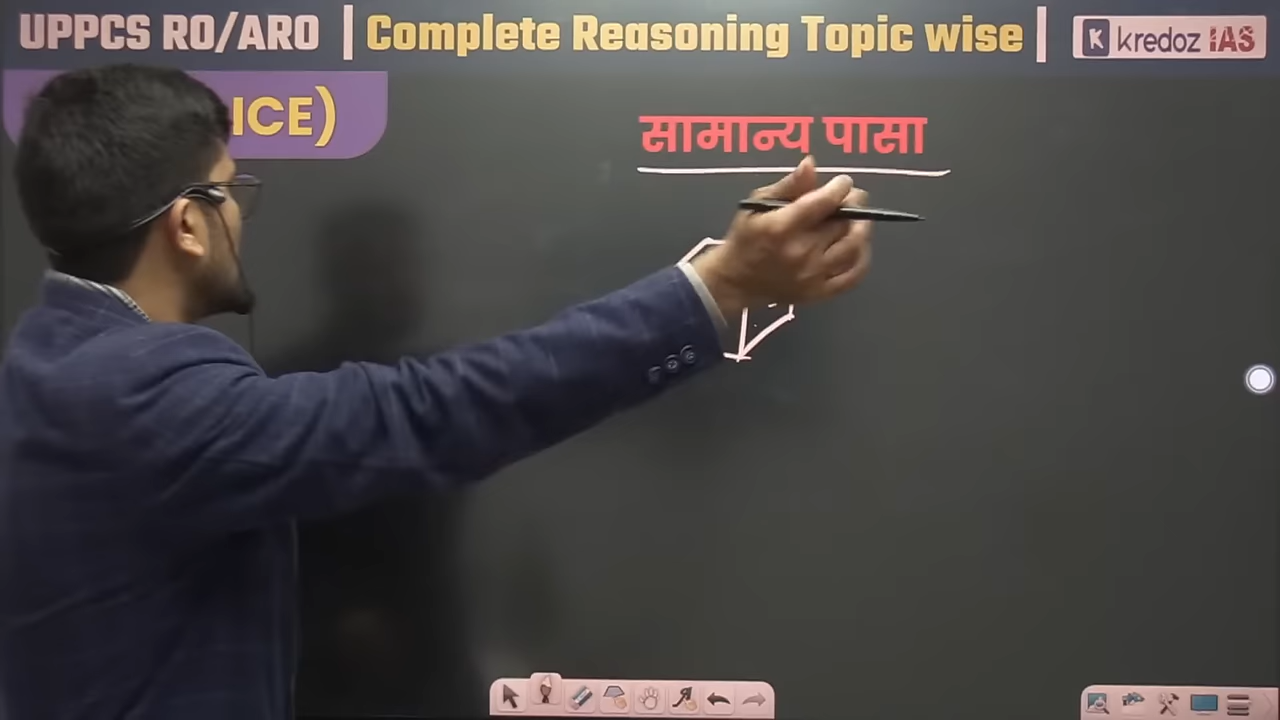 UPPCS RO/ARO | Complete Reasoning Topic wise | K kredoz IAS
ICE)
सामान्य पासा